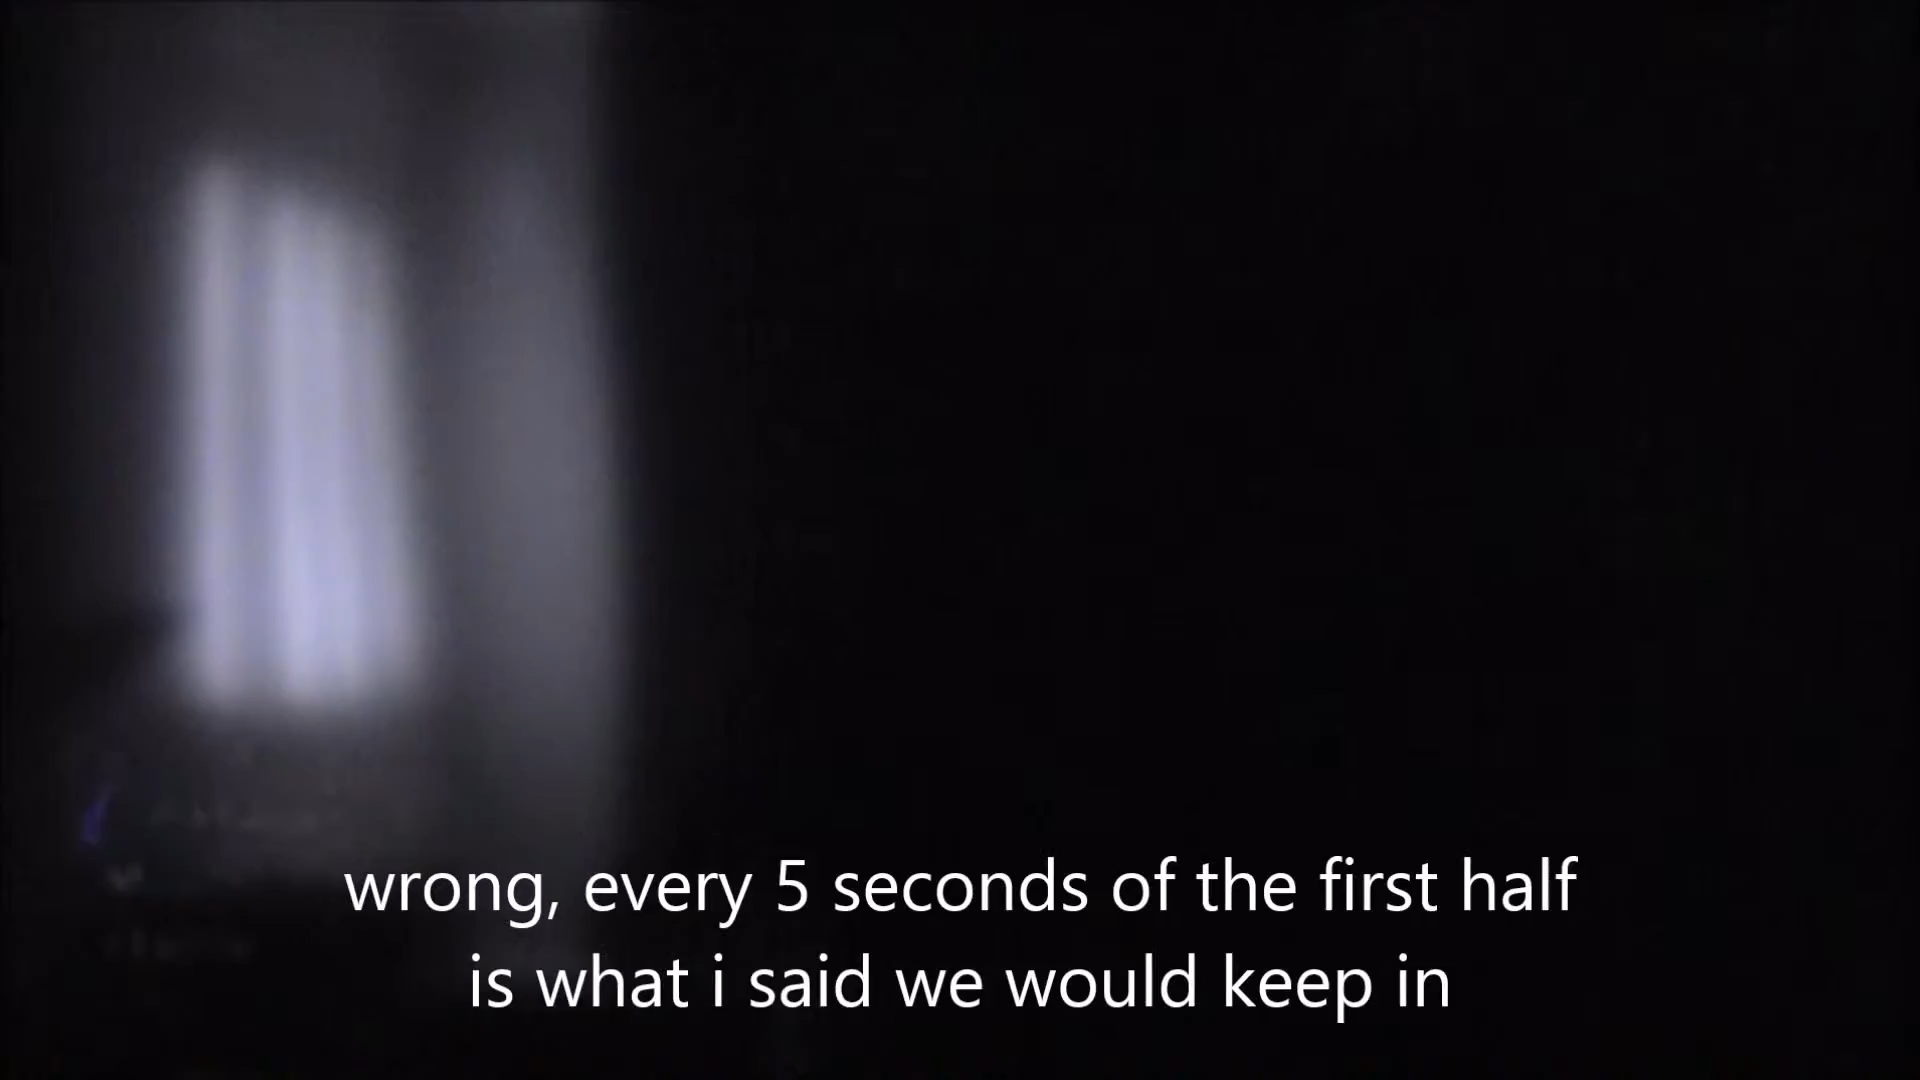 wrong, every 5 seconds of the first half
is what i said we would keep in